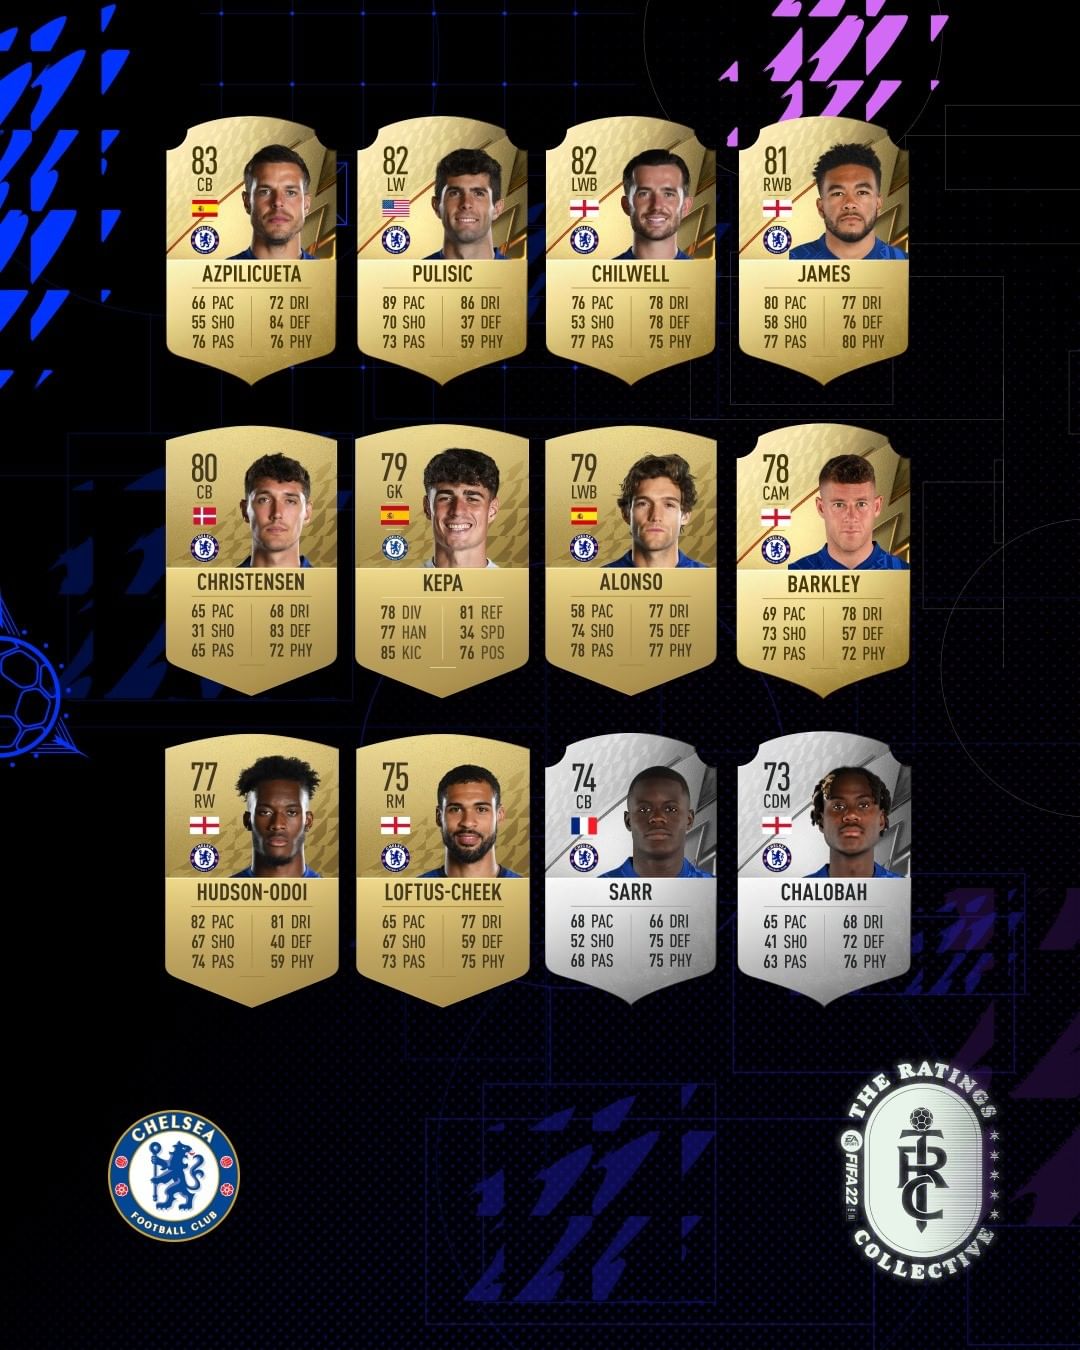 83
CB
AZPILICUETA
66 PAC 72 DRI
55 SHO 84 DEF
76 PAS 76 PHY
82
LW
PULISIC
89 PAC 86 DRI
70 SHO 37 DEF
73 PAS 59 PHY
82
LWB
CHILWELL
76 PAC 78 DRI
53 SHO 78 DEF
77 PAS 75 PHY
81
RWB
JAMES
80 PAC 77 DRI
58 SHO 76 DEF
77 PAS 80 PHY
80
CB
CHRISTENSEN
65 PAC 68 DRI
31 SHO 83 DEF
65 PAS 72 PHY
79
GK
KEPA
78 DIV 81 REF
77 HAN 34 SPD
85 KIC 76 POS
79
LWB
ALONSO
58 PAC 77 DRI
74 SHO 75 DEF
78 PAS 77 PHY
78
CAM
BARKLEY
69 PAC 78 DRI
73 SHO 57 DEF
77 PAS 72 PHY
77
RW
HUDSON-ODOI
82 PAC 81 DRI
67 SHO 40 DEF
74 PAS 59 PHY
75
RM
LOFTUS-CHEEK
65 PAC 77 DRI
67 SHO 59 DEF
73 PAS 75 PHY
74
CB
SARR
68 PAC 66 DRI
52 SHO 75 DEF
68 PAS 75 PHY
73
CDM
CHALOBAH
65 PAC 68 DRI
41 SHO 72 DEF
63 PAS 76 PHY
CHELSEA
FOOTBALL CLUB
THE RATINGS
EA SPORTS FIFA 22
TRC
COLLECTIVE